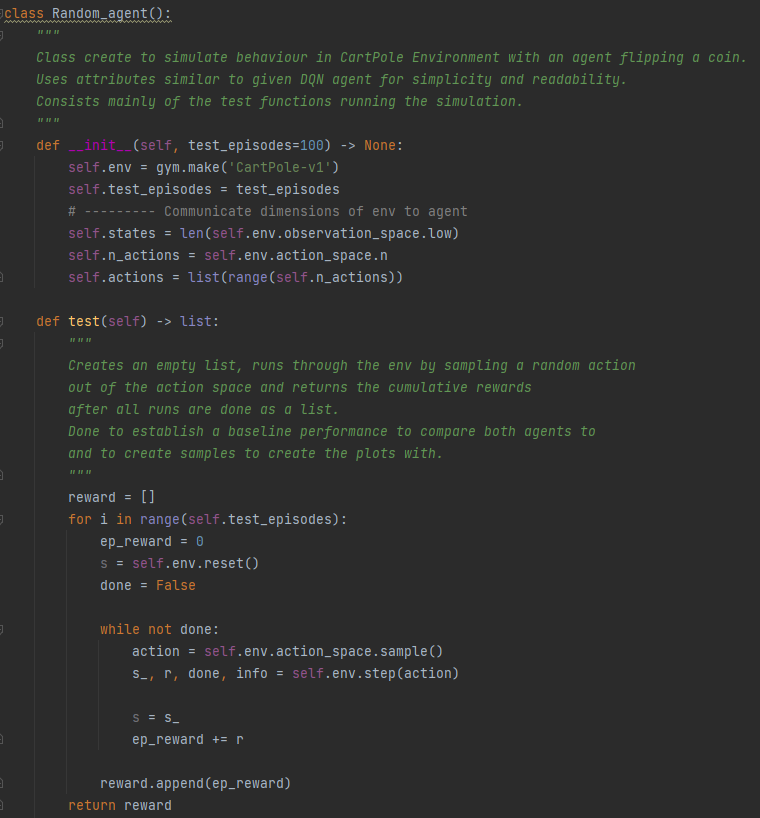 class Random_agent():
    """
    Class create to simulate behaviour in CartPole Environment with an agent flipping a coin.
    Uses attributes similar to given DQN agent for simplicity and readability.
    Consists mainly of the test functions running the simulation.
    """
    def __init__(self, test_episodes=100) -> None:
        self.env = gym.make('CartPole-v1')
        self.test_episodes = test_episodes
        # --------- Communicate dimensions of env to agent
        self.states = len(self.env.observation_space.low)
        self.n_actions = self.env.action_space.n
        self.actions = list(range(self.n_actions))

    def test(self) -> list:
        """
        Creates an empty list, runs through the env by sampling a random action
        out of the action space and returns the cumulative rewards
        after all runs are done as a list.
        Done to establish a baseline performance to compare both agents to
        and to create samples to create the plots with.
        """
        reward = []
        for i in range(self.test_episodes):
            ep_reward = 0
            s = self.env.reset()
            done = False

            while not done:
                action = self.env.action_space.sample()
                s_, r, done, info = self.env.step(action)

                s = s_
                ep_reward += r

            reward.append(ep_reward)
        return reward